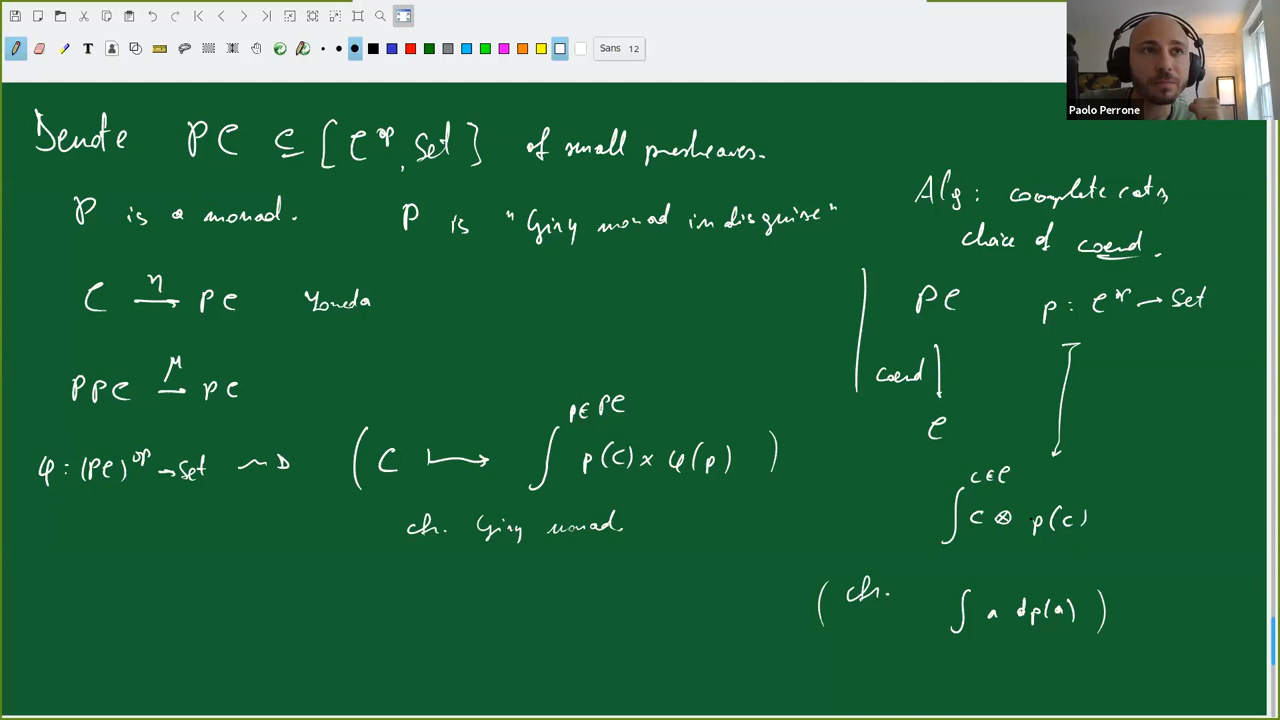 Sans 12
Paolo Perrone
Denote PC ⊆ [C^op, Set] of small presheaves.
P is a monad. P is "Giry monad in disguise"
C →^η PC Yoneda
PPC →^μ PC
φ : (PC)^op → Set ⇝ ( C ↦ ∫^{p∈PC} p(C) × φ(p) )
cfr. Giry monad.
Alg: complete cats,
choice of coend.
PC p : C^op → Set
coend ↓
C
∫^{C∈C} C ⊗ p(C)
( cfr. ∫ a dp(a) )